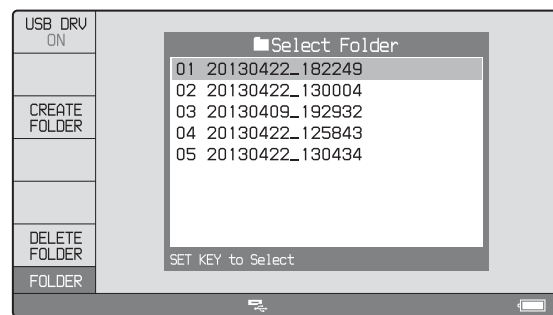 USB DRV
ON
CREATE
FOLDER
DELETE
FOLDER
FOLDER
Select Folder
01 20130422_182249
02 20130422_130004
03 20130409_192932
04 20130422_125843
05 20130422_130434
SET KEY to Select